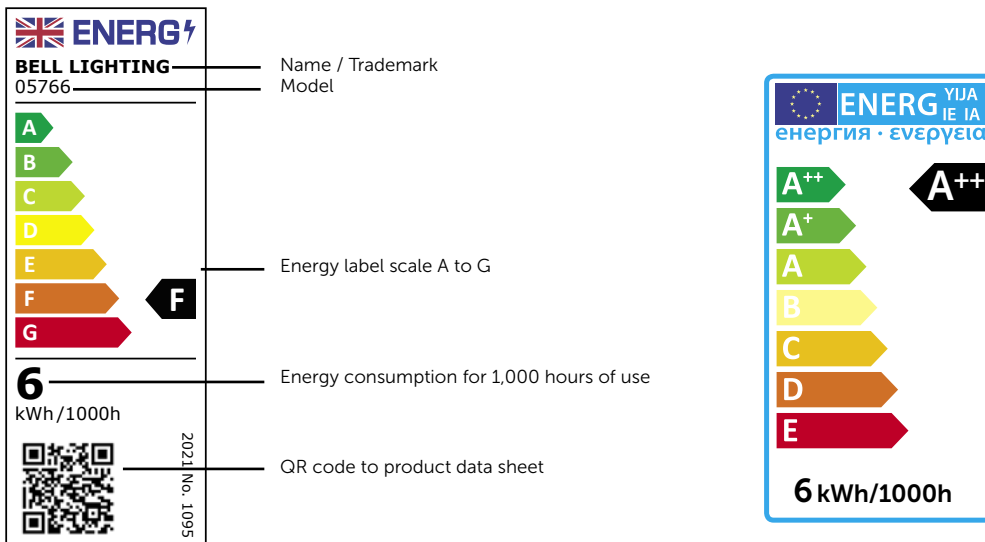 ENERG
BELL LIGHTING
05766
A
B
C
D
E
F
G
F
6
kWh/1000h
2021 No. 1095
Name / Trademark
Model
Energy label scale A to G
Energy consumption for 1,000 hours of use
QR code to product data sheet
ENERG YIJA
IE IA
енергия · ενεργεια
A++
A+
A
B
C
D
E
A++
6 kWh/1000h